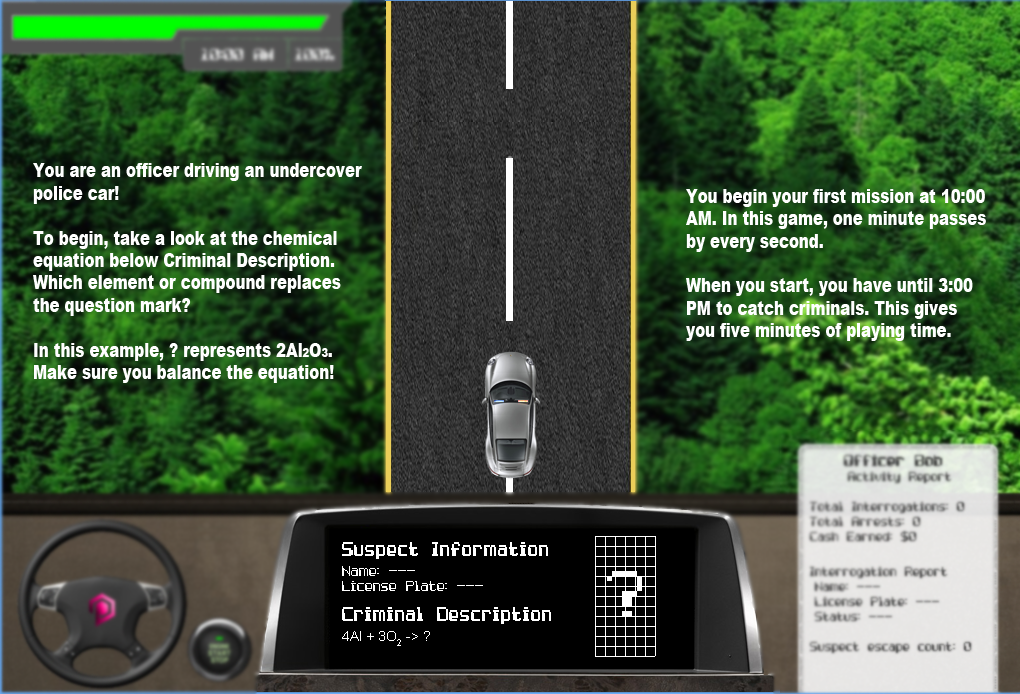 10:00 AM 100%
You are an officer driving an undercover
police car!
To begin, take a look at the chemical
equation below Criminal Description.
Which element or compound replaces
the question mark?
In this example, ? represents 2Al₂O₃.
Make sure you balance the equation!
You begin your first mission at 10:00
AM. In this game, one minute passes
by every second.
When you start, you have until 3:00
PM to catch criminals. This gives
you five minutes of playing time.
Suspect Information
Name: ---
License Plate: ---
Criminal Description
4Al + 3O₂ -> ?
?
Officer Bob
Activity Report
Total Interrogations: 0
Total Arrests: 0
Cash Earned: $0
Interrogation Report
Name: ---
License Plate: ---
Status: ---
Suspect escape count: 0